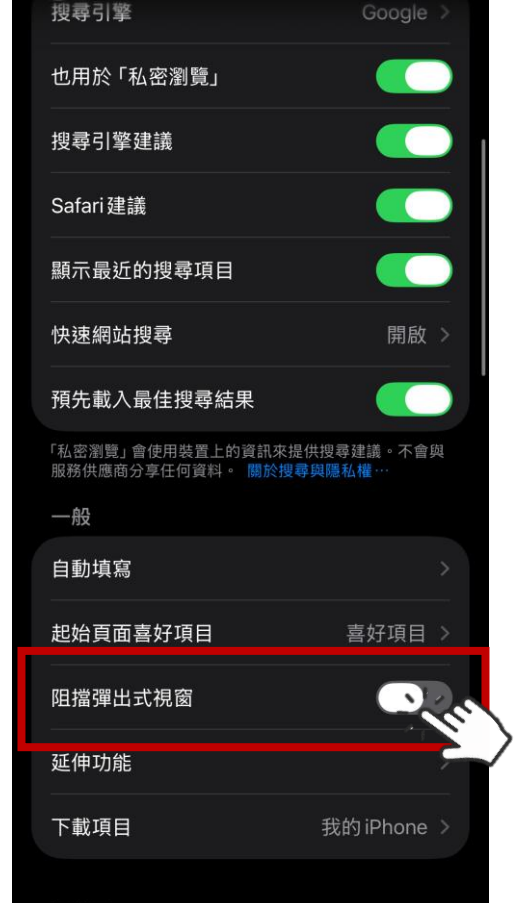 搜尋引擎 Google
也用於「私密瀏覽」
搜尋引擎建議
Safari 建議
顯示最近的搜尋項目
快速網站搜尋 開啟
預先載入最佳搜尋結果
「私密瀏覽」會使用裝置上的資訊來提供搜尋建議。不會與
服務供應商分享任何資料。 關於搜尋與隱私權⋯
一般
自動填寫
起始頁面喜好項目 喜好項目
阻擋彈出式視窗
延伸功能
下載項目 我的 iPhone